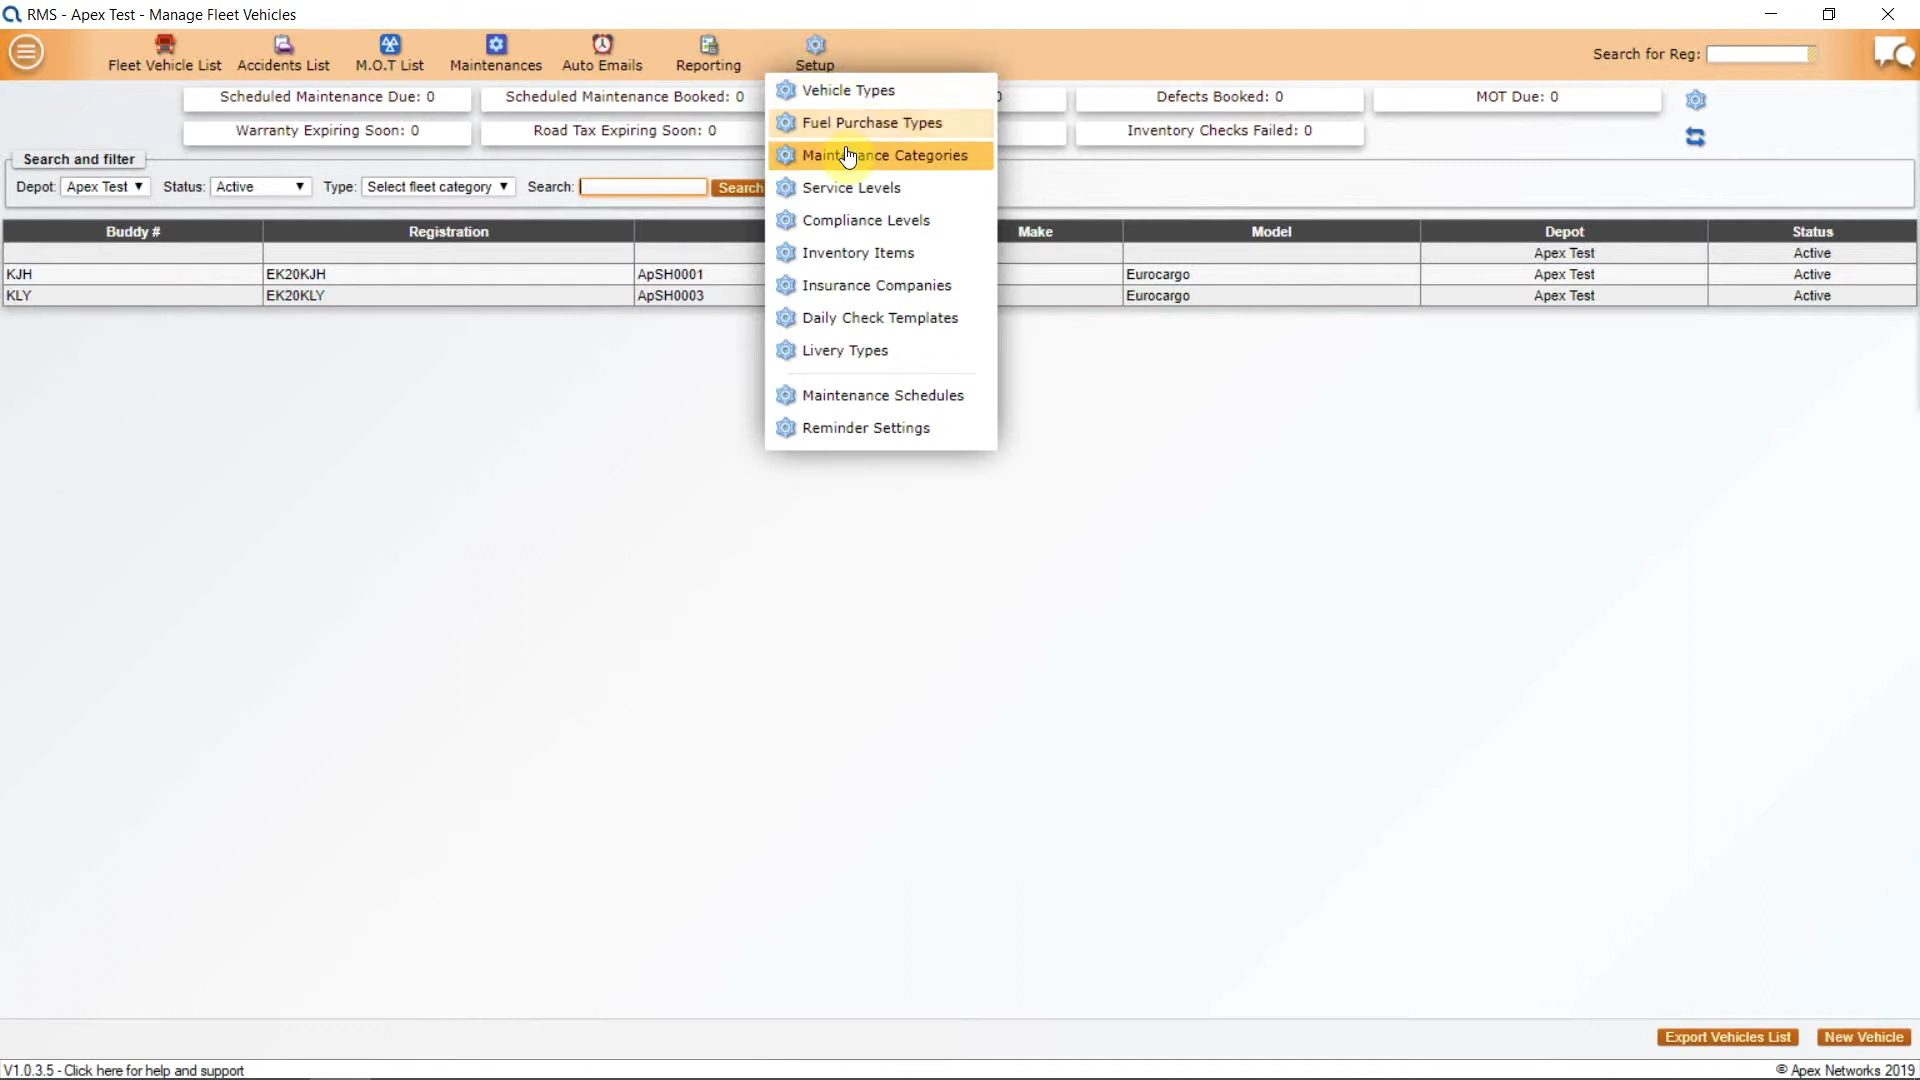 RMS - Apex Test - Manage Fleet Vehicles
Fleet Vehicle List Accidents List M.O.T List Maintenances Auto Emails Reporting Setup Search for Reg:
Scheduled Maintenance Due: 0 Scheduled Maintenance Booked: 0 Defects Booked: 0 MOT Due: 0
Warranty Expiring Soon: 0 Road Tax Expiring Soon: 0 Inventory Checks Failed: 0
Search and filter
Depot: Apex Test Status: Active Type: Select fleet category Search: Search
Vehicle Types
Fuel Purchase Types
Maintenance Categories
Service Levels
Compliance Levels
Inventory Items
Insurance Companies
Daily Check Templates
Livery Types
Maintenance Schedules
Reminder Settings
Buddy # Registration Make Model Depot Status
Apex Test Active
KJH EK20KJH ApSH0001 Eurocargo Apex Test Active
KLY EK20KLY ApSH0003 Eurocargo Apex Test Active
Export Vehicles List New Vehicle
V1.0.3.5 - Click here for help and support © Apex Networks 2019